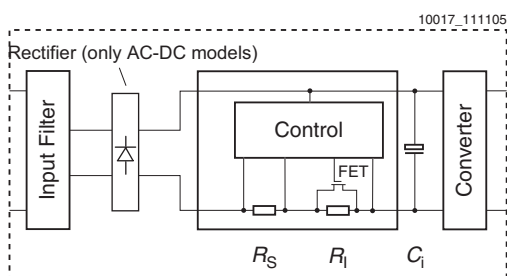 10017_111105
Rectifier (only AC-DC models)
Input Filter
Control
FET
Converter
RS
RI
Ci